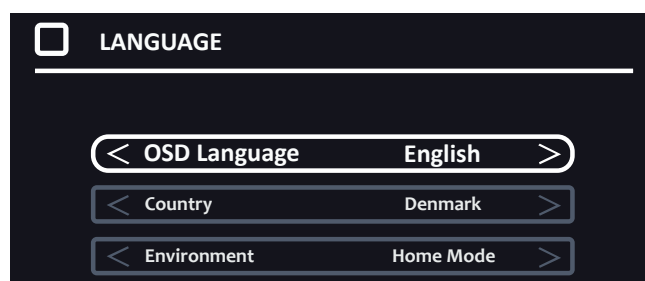 LANGUAGE
< OSD Language English >
< Country Denmark >
< Environment Home Mode >